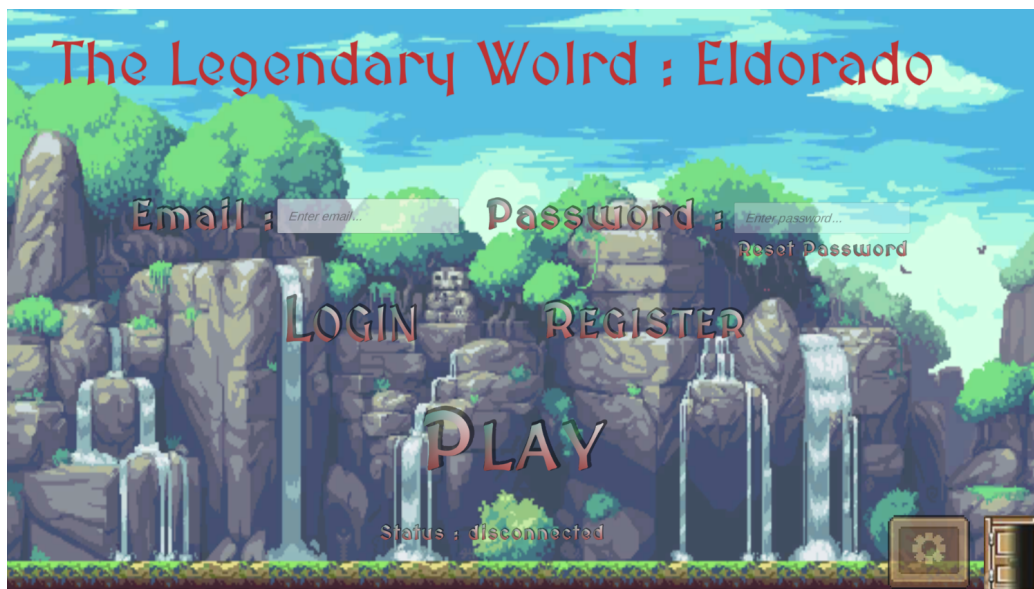 The Legendary Wolrd : Eldorado
Email : Enter email... Password : Enter password...
Reset Password
LOGIN REGISTER
PLAY
Status : disconnected